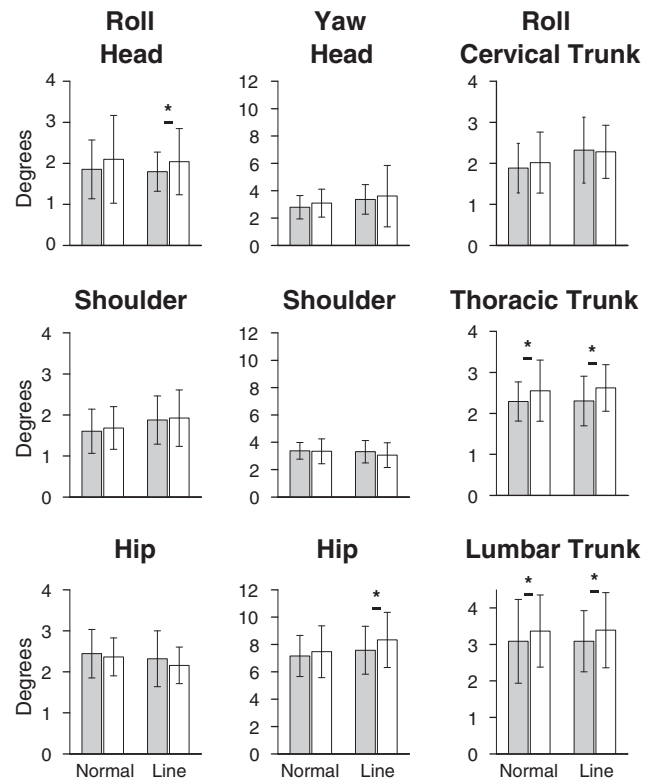 Roll Yaw Roll
Head Head Cervical Trunk
4 12 4
* 10
3 3
8
Degrees
2 6 2
4
1 1
2
0 0 0
Shoulder Shoulder Thoracic Trunk
4 12 4
* *
10
3 3
8
Degrees
2 6 2
4
1 1
2
0 0 0
Hip Hip Lumbar Trunk
* *
4 12 4
* 10
3 3
8
Degrees
2 6 2
4
1 1
2
0 0 0
Normal Line Normal Line Normal Line